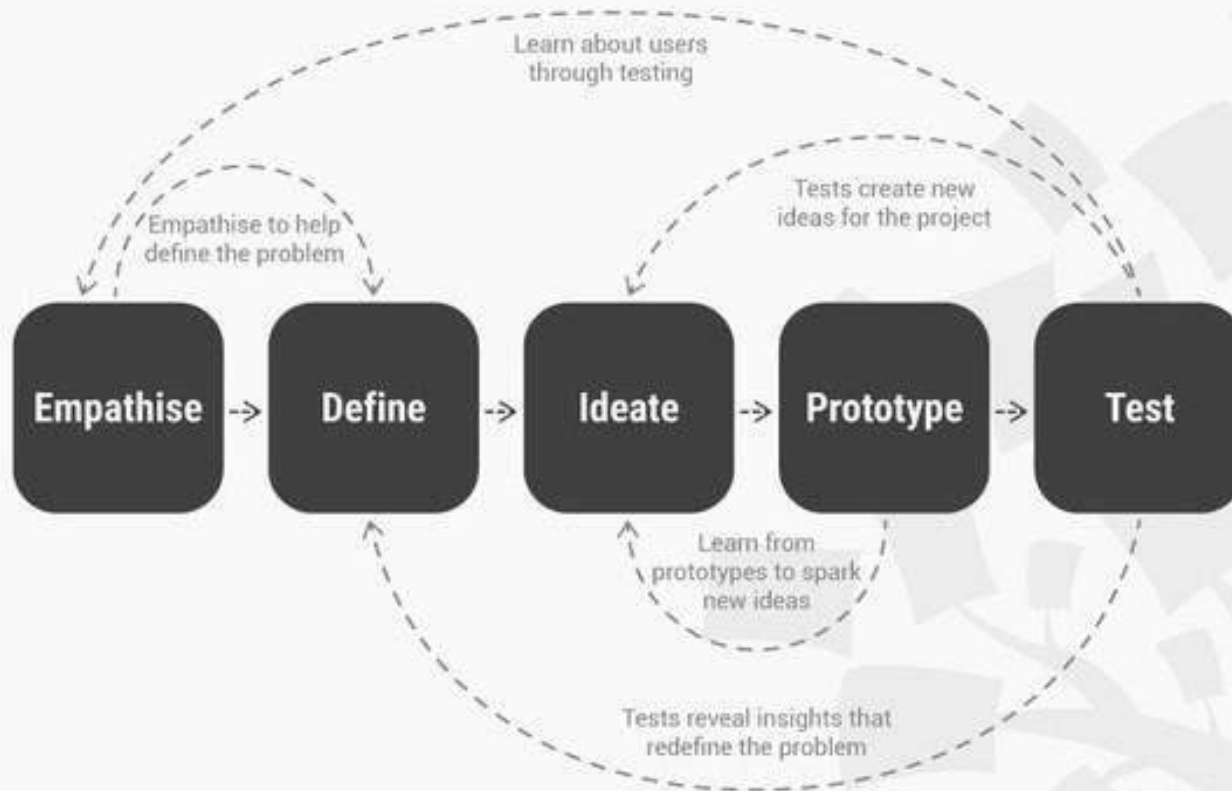 Learn about users
through testing
Tests create new
ideas for the project
Empathise to help
define the problem
Empathise
Define
Ideate
Prototype
Test
Learn from
prototypes to spark
new ideas
Tests reveal insights that
redefine the problem